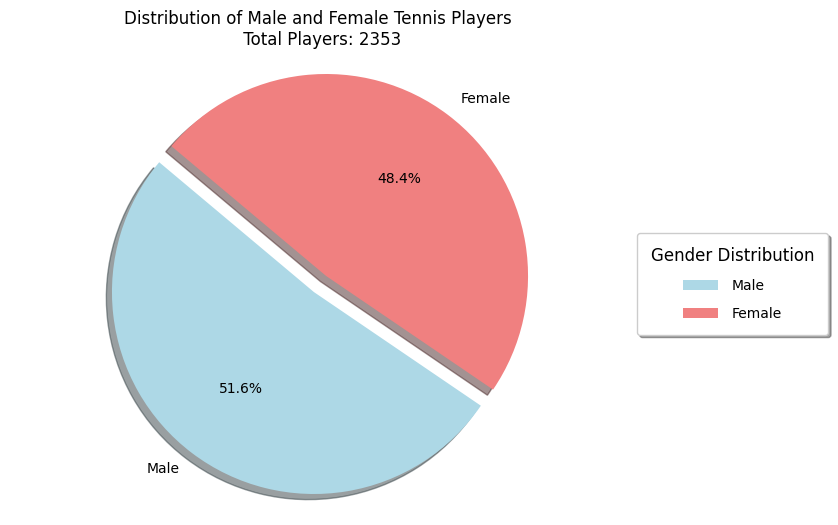 Distribution of Male and Female Tennis Players
Total Players: 2353
Female
48.4%
Gender Distribution
Male
Female
51.6%
Male